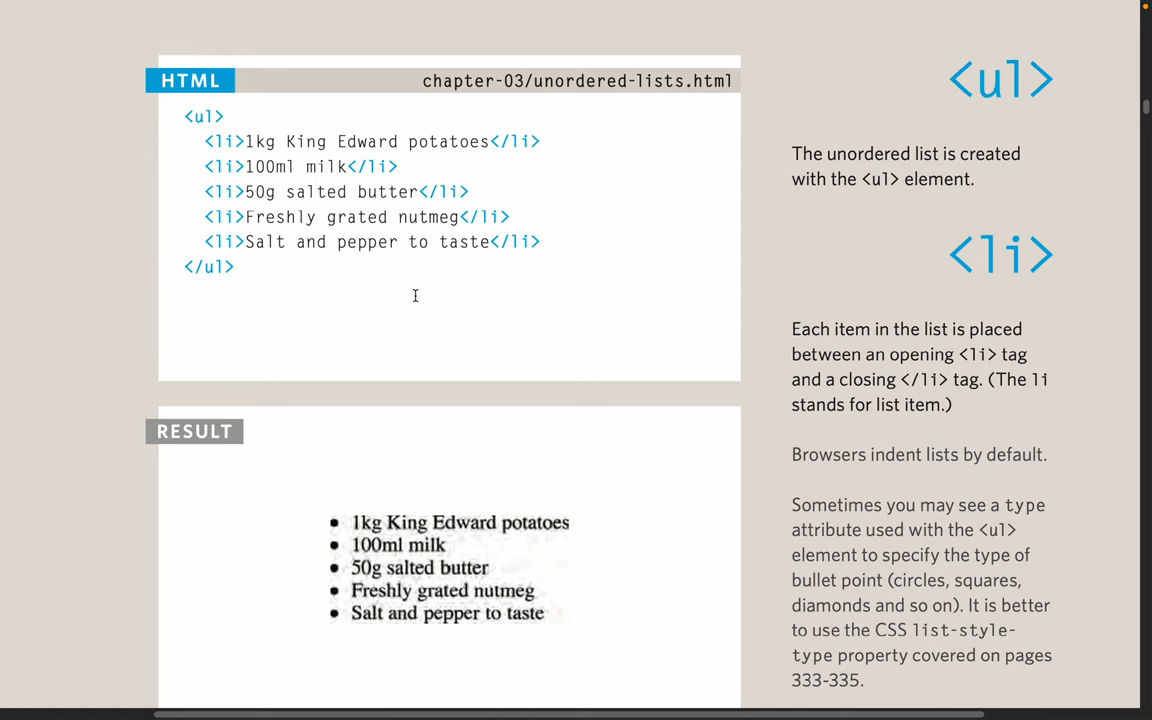 HTML
chapter-03/unordered-lists.html
<ul>
<li>1kg King Edward potatoes</li>
<li>100ml milk</li>
<li>50g salted butter</li>
<li>Freshly grated nutmeg</li>
<li>Salt and pepper to taste</li>
</ul>
RESULT
• 1kg King Edward potatoes
• 100ml milk
• 50g salted butter
• Freshly grated nutmeg
• Salt and pepper to taste
<ul>
The unordered list is created
with the <ul> element.
<li>
Each item in the list is placed
between an opening <li> tag
and a closing </li> tag. (The li
stands for list item.)
Browsers indent lists by default.
Sometimes you may see a type
attribute used with the <ul>
element to specify the type of
bullet point (circles, squares,
diamonds and so on). It is better
to use the CSS list-style-
type property covered on pages
333-335.